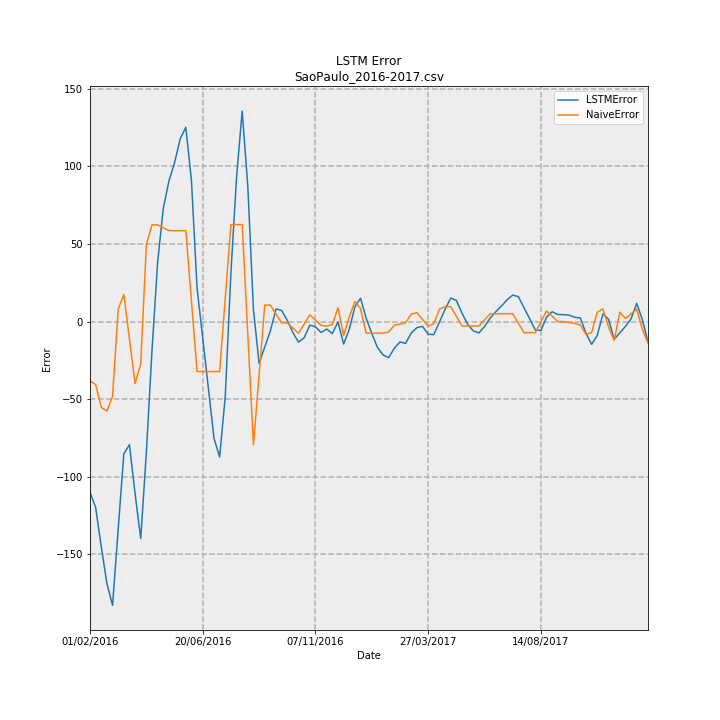 LSTM Error
SaoPaulo_2016-2017.csv
150
100
50
0
−50
−100
−150
Error
LSTMError
NaiveError
01/02/2016
20/06/2016
07/11/2016
27/03/2017
14/08/2017
Date